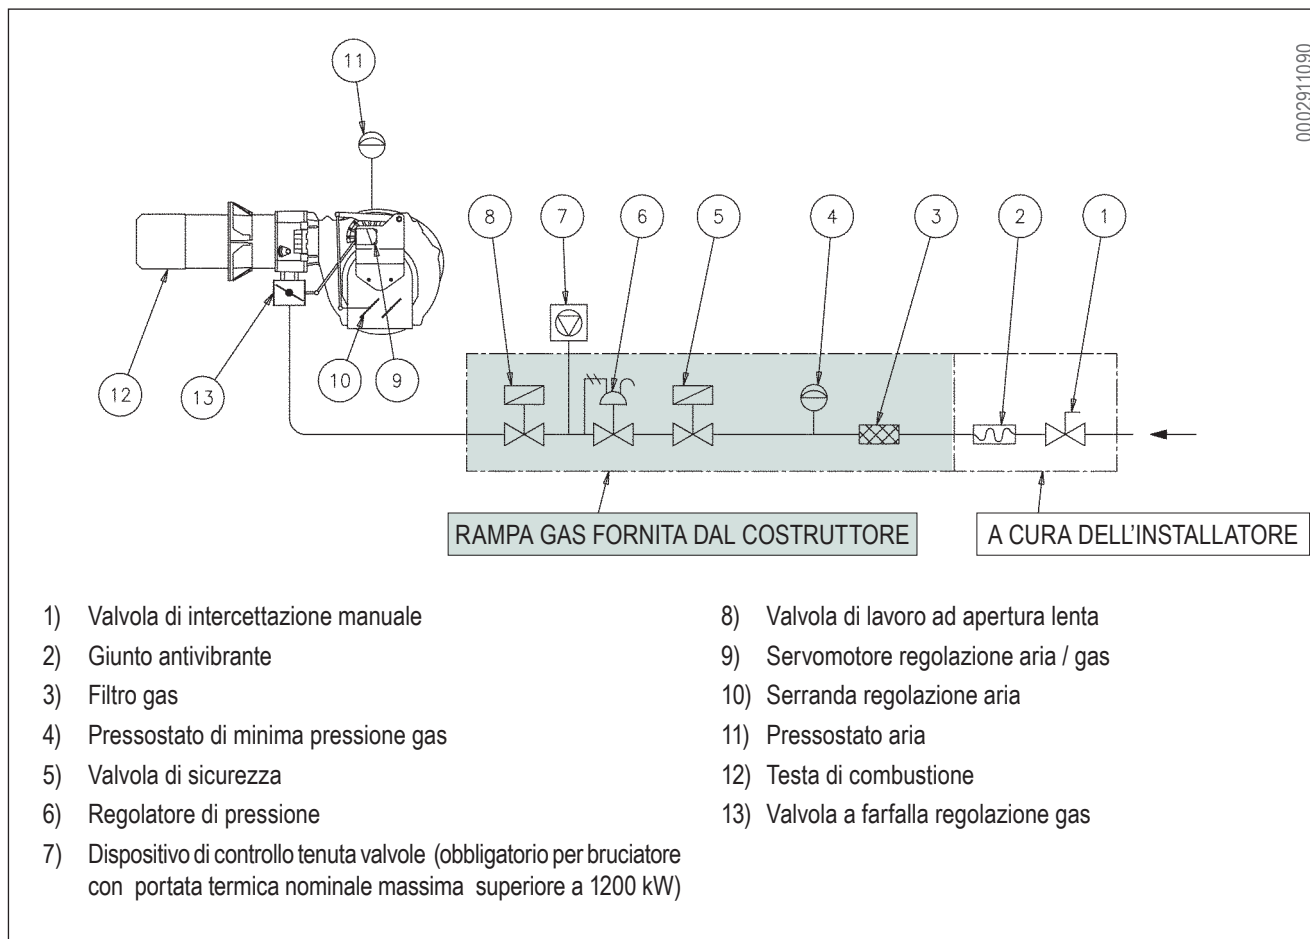 0002911090
11
8
7
6
5
4
3
2
1
12
13
10
9
RAMPA GAS FORNITA DAL COSTRUTTORE
A CURA DELL'INSTALLATORE
1) Valvola di intercettazione manuale
2) Giunto antivibrante
3) Filtro gas
4) Pressostato di minima pressione gas
5) Valvola di sicurezza
6) Regolatore di pressione
7) Dispositivo di controllo tenuta valvole (obbligatorio per bruciatore
con portata termica nominale massima superiore a 1200 kW)
8) Valvola di lavoro ad apertura lenta
9) Servomotore regolazione aria / gas
10) Serranda regolazione aria
11) Pressostato aria
12) Testa di combustione
13) Valvola a farfalla regolazione gas